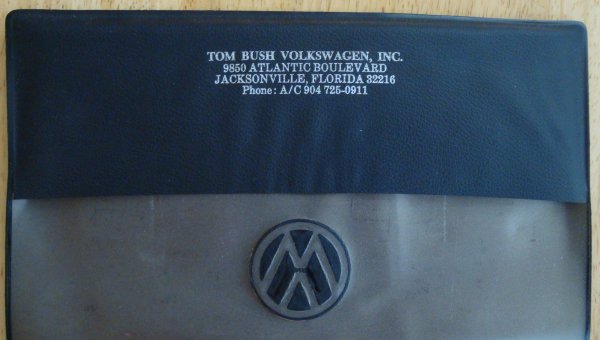 TOM BUSH VOLKSWAGEN, INC.
9850 ATLANTIC BOULEVARD
JACKSONVILLE, FLORIDA 32216
Phone: A/C 904 725-0911